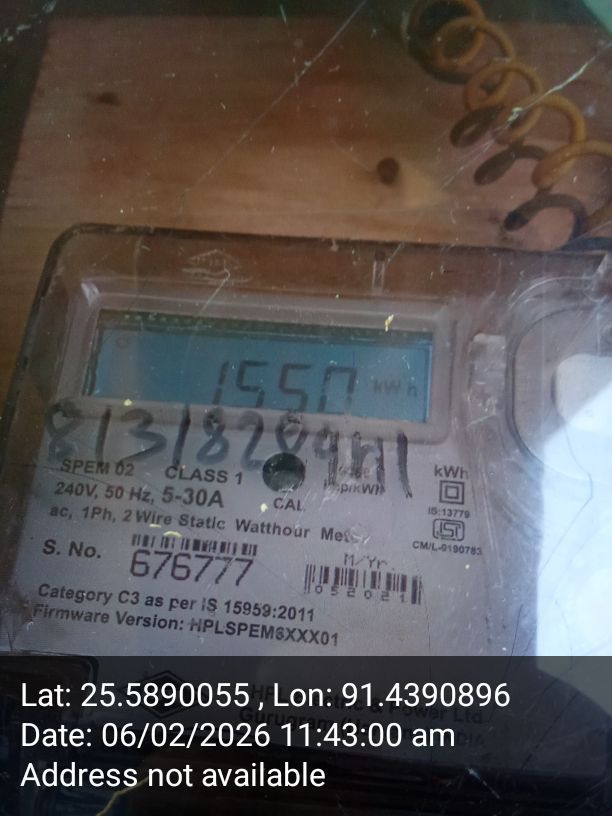 1550 kWh
SPEM 02 CLASS 1
240V, 50 Hz, 5-30A
CAL
kWh
ac, 1Ph, 2 Wire Static Watthour
IS:13779
CM/L-0190783
S. No. 676777
M/Yr.
052021
Category C3 as per IS 15959:2011
Firmware Version: HPLSPEM6XXX01
Lat: 25.5890055 , Lon: 91.4390896
Date: 06/02/2026 11:43:00 am
Address not available